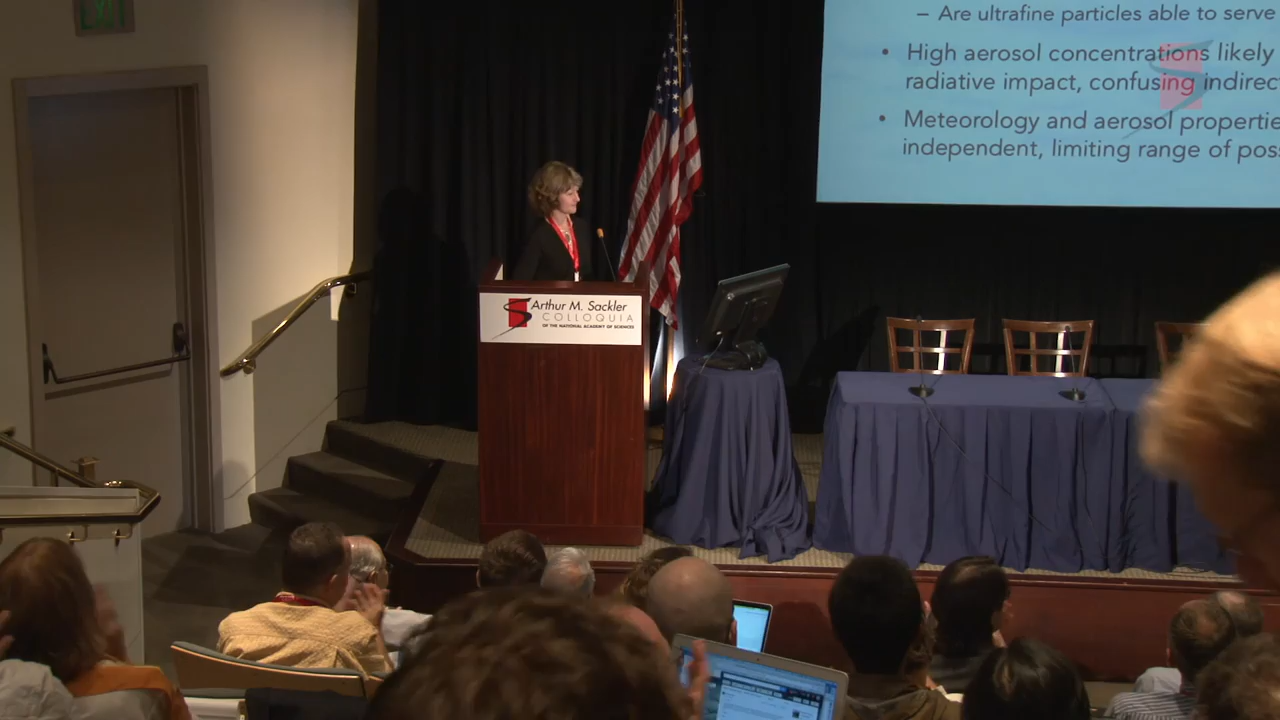 EXIT
– Are ultrafine particles able to serve
• High aerosol concentrations likely
radiative impact, confusing indirec
• Meteorology and aerosol propertie
independent, limiting range of pos
Arthur M. Sackler
COLLOQUIA
OF THE NATIONAL ACADEMY OF SCIENCES